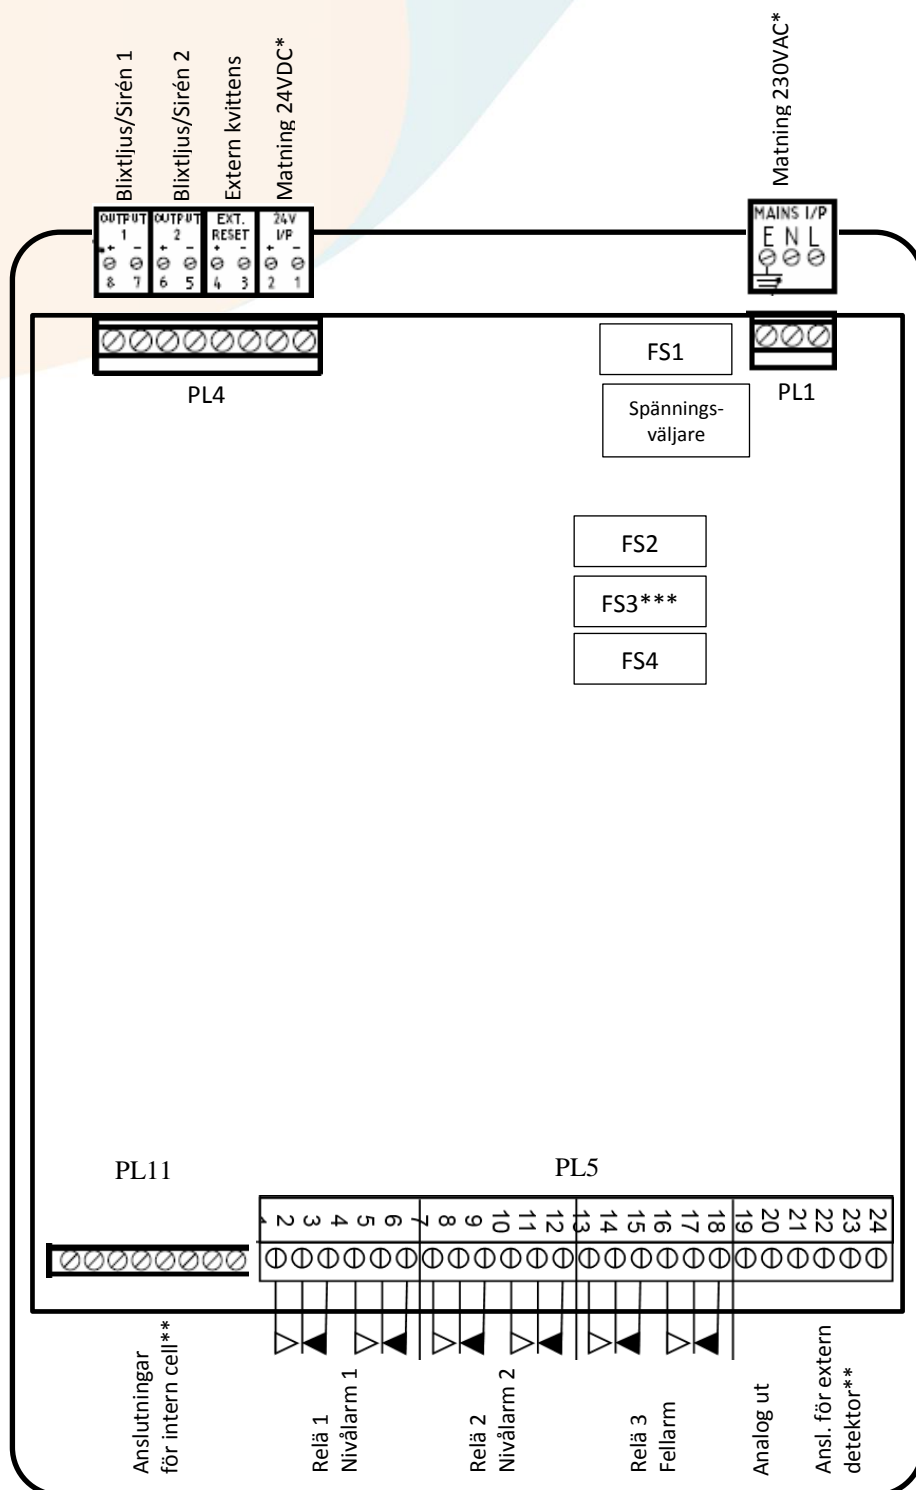 Blixtljus/Sirén 1
Blixtljus/Sirén 2
Extern kvittens
Matning 24VDC*
Matning 230VAC*
OUTPUT
1
+ -
8 7
OUTPUT
2
+ -
6 5
EXT.
RESET
+ -
4 3
24V
I/P
+ -
2 1
MAINS I/P
E N L
PL4
FS1
PL1
Spännings-
väljare
FS2
FS3***
FS4
PL11
PL5
2 3 4 5 6 7 8 9 10 11 12 13 14 15 16 17 18 19 20 21 22 23 24
Anslutningar
för intern cell**
Relä 1
Nivålarm 1
Relä 2
Nivålarm 2
Relä 3
Fellarm
Analog ut
Ansl. för extern
detektor**